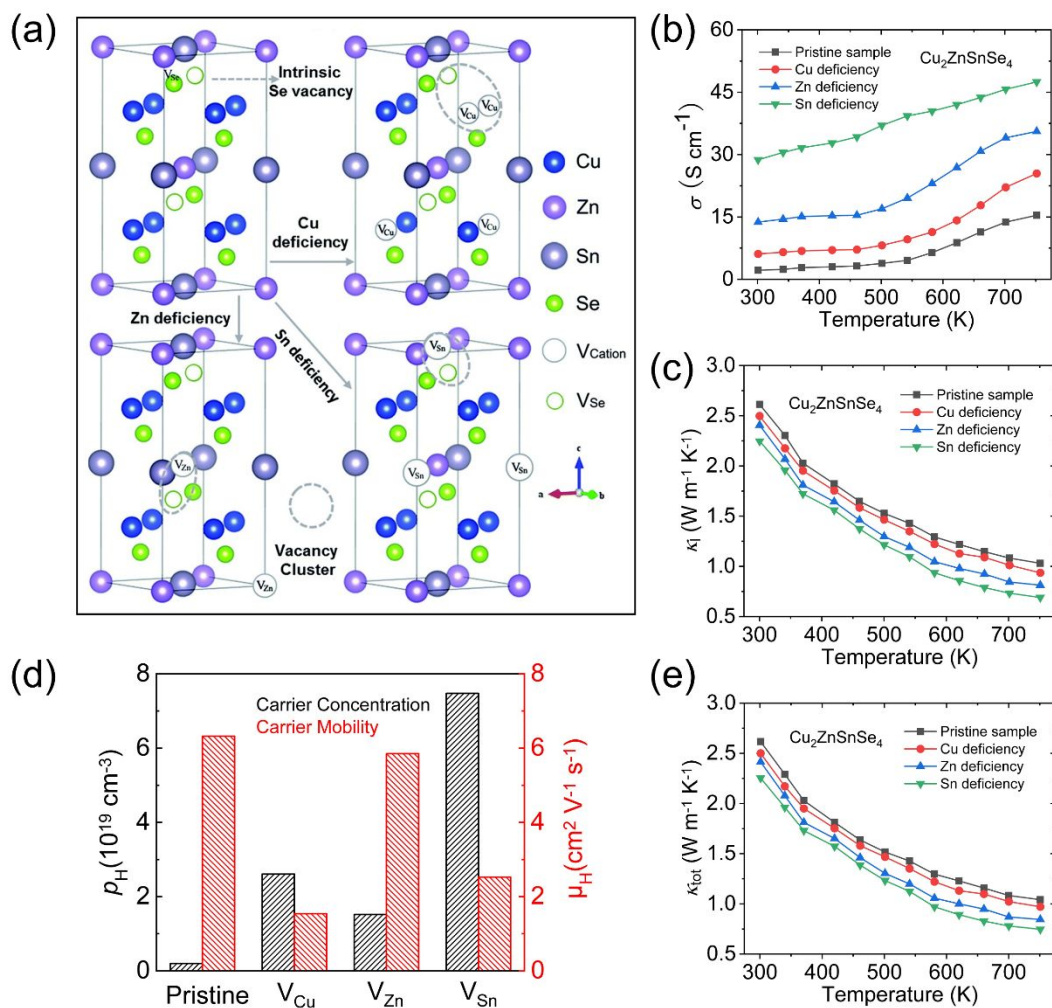 (a)
V_Se
Intrinsic
Se vacancy
V_Cu
V_Cu
V_Cu
V_Cu
Cu
deficiency
Zn deficiency
Sn deficiency
V_Sn
V_Zn
V_Sn
V_Sn
V_Zn
Vacancy
Cluster
Cu
Zn
Sn
Se
V_Cation
V_Se
c
a
b
(b)
Pristine sample
Cu deficiency
Zn deficiency
Sn deficiency
Cu₂ZnSnSe₄
σ (S cm⁻¹)
60
45
30
15
0
300 400 500 600 700
Temperature (K)
(c)
Cu₂ZnSnSe₄
Pristine sample
Cu deficiency
Zn deficiency
Sn deficiency
κ_l (W m⁻¹ K⁻¹)
3.0
2.5
2.0
1.5
1.0
0.5
300 400 500 600 700
Temperature (K)
(d)
Carrier Concentration
Carrier Mobility
p_H (10¹⁹ cm⁻³)
8
6
4
2
0
μ_H (cm² V⁻¹ s⁻¹)
8
6
4
2
0
Pristine V_Cu V_Zn V_Sn
(e)
Cu₂ZnSnSe₄
Pristine sample
Cu deficiency
Zn deficiency
Sn deficiency
κ_tot (W m⁻¹ K⁻¹)
3.0
2.5
2.0
1.5
1.0
0.5
300 400 500 600 700
Temperature (K)